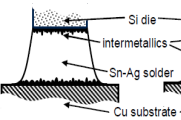 Si die
intermetallics
Sn-Ag solder
Cu substrate